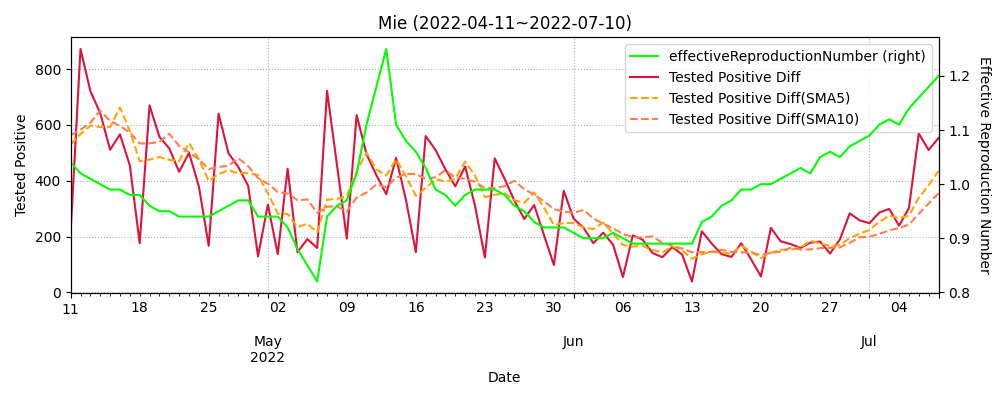 Mie (2022-04-11~2022-07-10)
effectiveReproductionNumber (right)
Tested Positive Diff
Tested Positive Diff(SMA5)
Tested Positive Diff(SMA10)
Tested Positive
800
600
400
200
0
1.2
1.1
1.0
0.9
0.8
Effective Reproduction Number
11 18 25 02 09 16 23 30 06 13 20 27 04
May Jun Jul
2022
Date